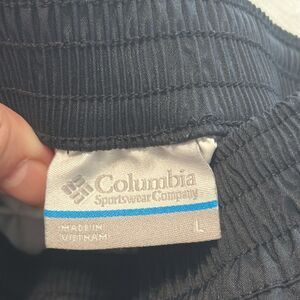 Columbia
Sportswear Company
MADE IN
VIETNAM
L